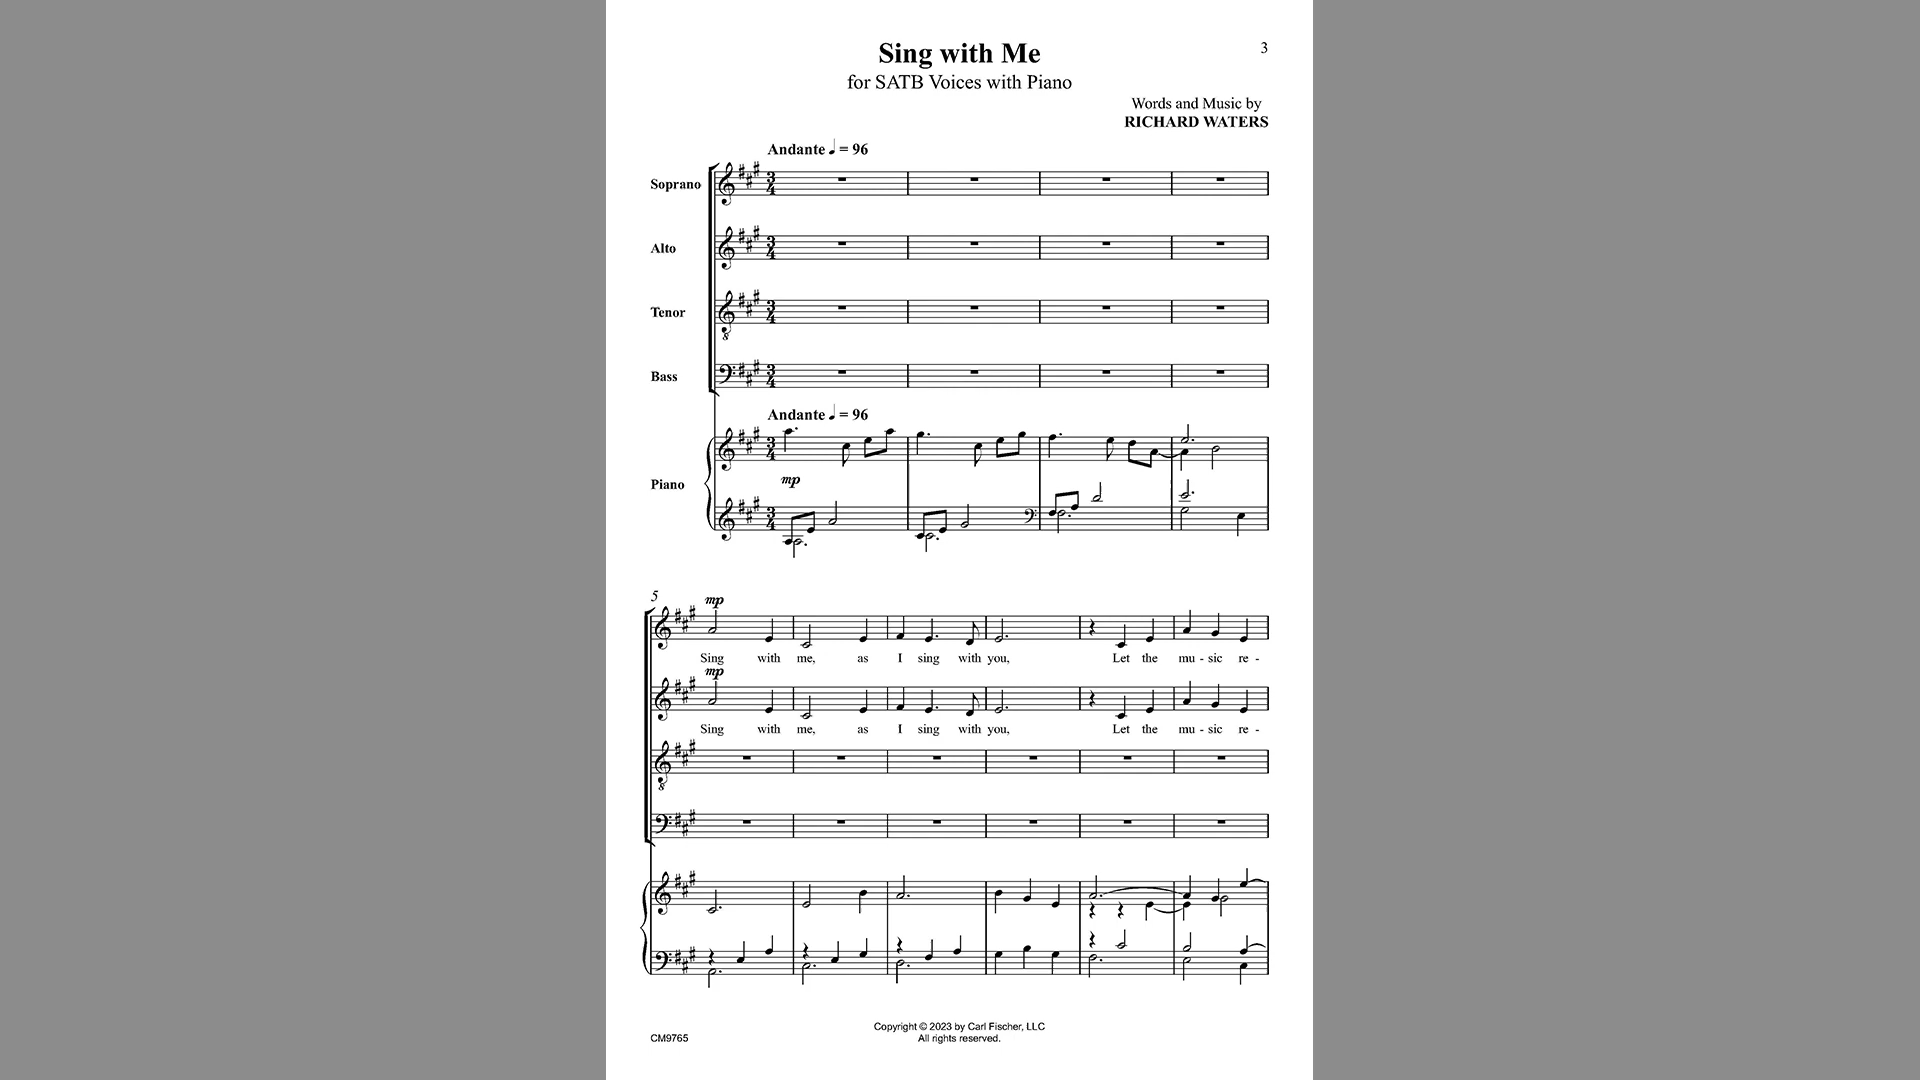 3
Sing with Me
for SATB Voices with Piano
Words and Music by
RICHARD WATERS
Andante ♩ = 96
Soprano
Alto
Tenor
8
Bass
Andante ♩ = 96
mp
Piano
5
mp
Sing with me, as I sing with you, Let the mu - sic re -
mp
Sing with me, as I sing with you, Let the mu - sic re -
8
Copyright © 2023 by Carl Fischer, LLC
CM9765
All rights reserved.